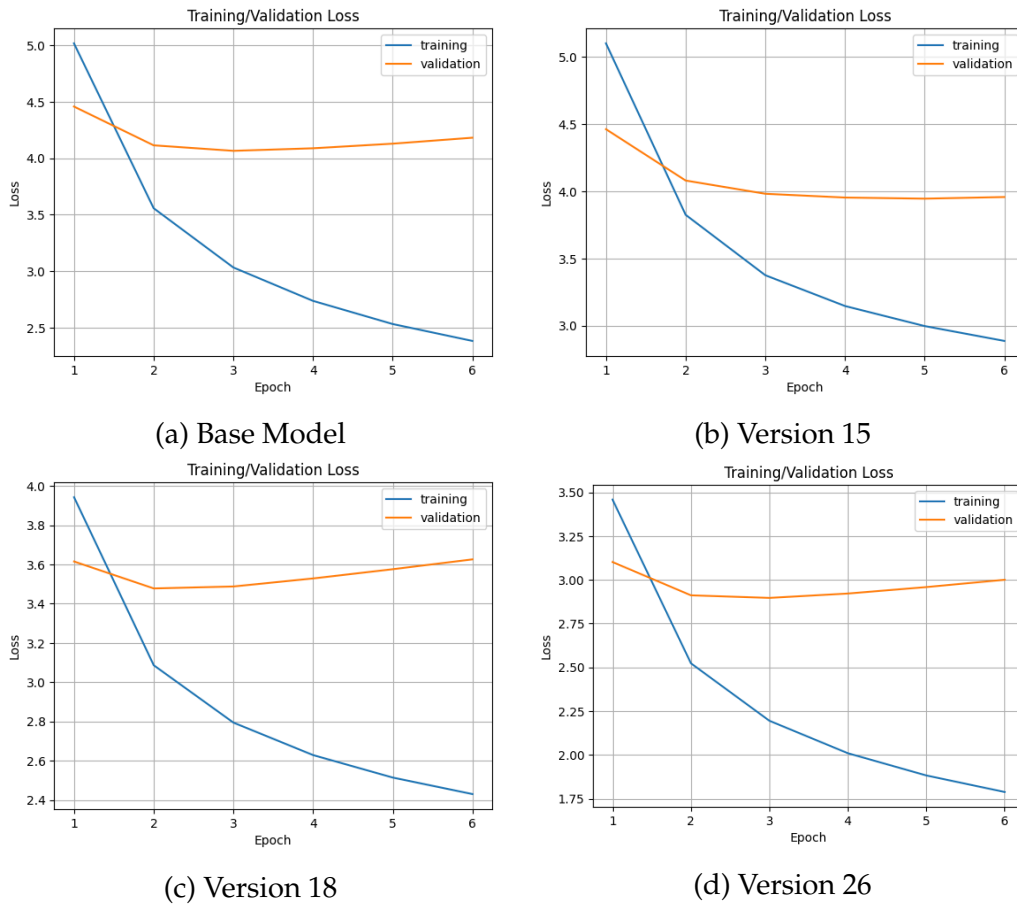 Training/Validation Loss
training
validation
5.0
4.5
4.0
3.5
3.0
2.5
Loss
1 2 3 4 5 6
Epoch
(a) Base Model
Training/Validation Loss
training
validation
5.0
4.5
4.0
3.5
3.0
Loss
1 2 3 4 5 6
Epoch
(b) Version 15
Training/Validation Loss
training
validation
4.0
3.8
3.6
3.4
3.2
3.0
2.8
2.6
2.4
Loss
1 2 3 4 5 6
Epoch
(c) Version 18
Training/Validation Loss
training
validation
3.50
3.25
3.00
2.75
2.50
2.25
2.00
1.75
Loss
1 2 3 4 5 6
Epoch
(d) Version 26